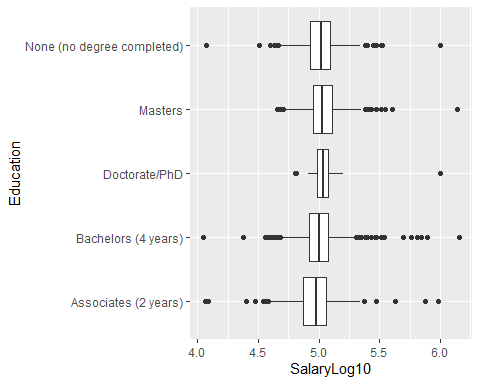 None (no degree completed)
Masters
Doctorate/PhD
Bachelors (4 years)
Associates (2 years)
Education
4.0 4.5 5.0 5.5 6.0
SalaryLog10